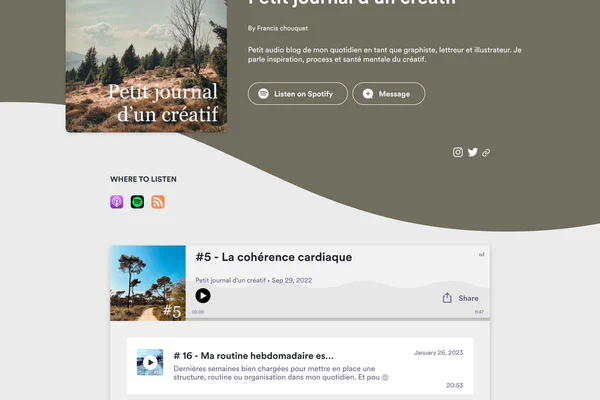 Petit journal d'un créatif
By Francis chouquet
Petit audio blog de mon quotidien en tant que graphiste, lettreur et illustrateur. Je
parle inspiration, process et santé mentale du créatif.
Petit journal
d'un créatif
Listen on Spotify
Message
WHERE TO LISTEN
#5 - La cohérence cardiaque
Petit journal d'un créatif • Sep 29, 2022
#5
Share
00:00
11:47
# 16 - Ma routine hebdomadaire es...
January 26, 2023
Dernières semaines bien chargées pour mettre en place une
structure, routine ou organisation dans mon quotidien. Et pou
20:53